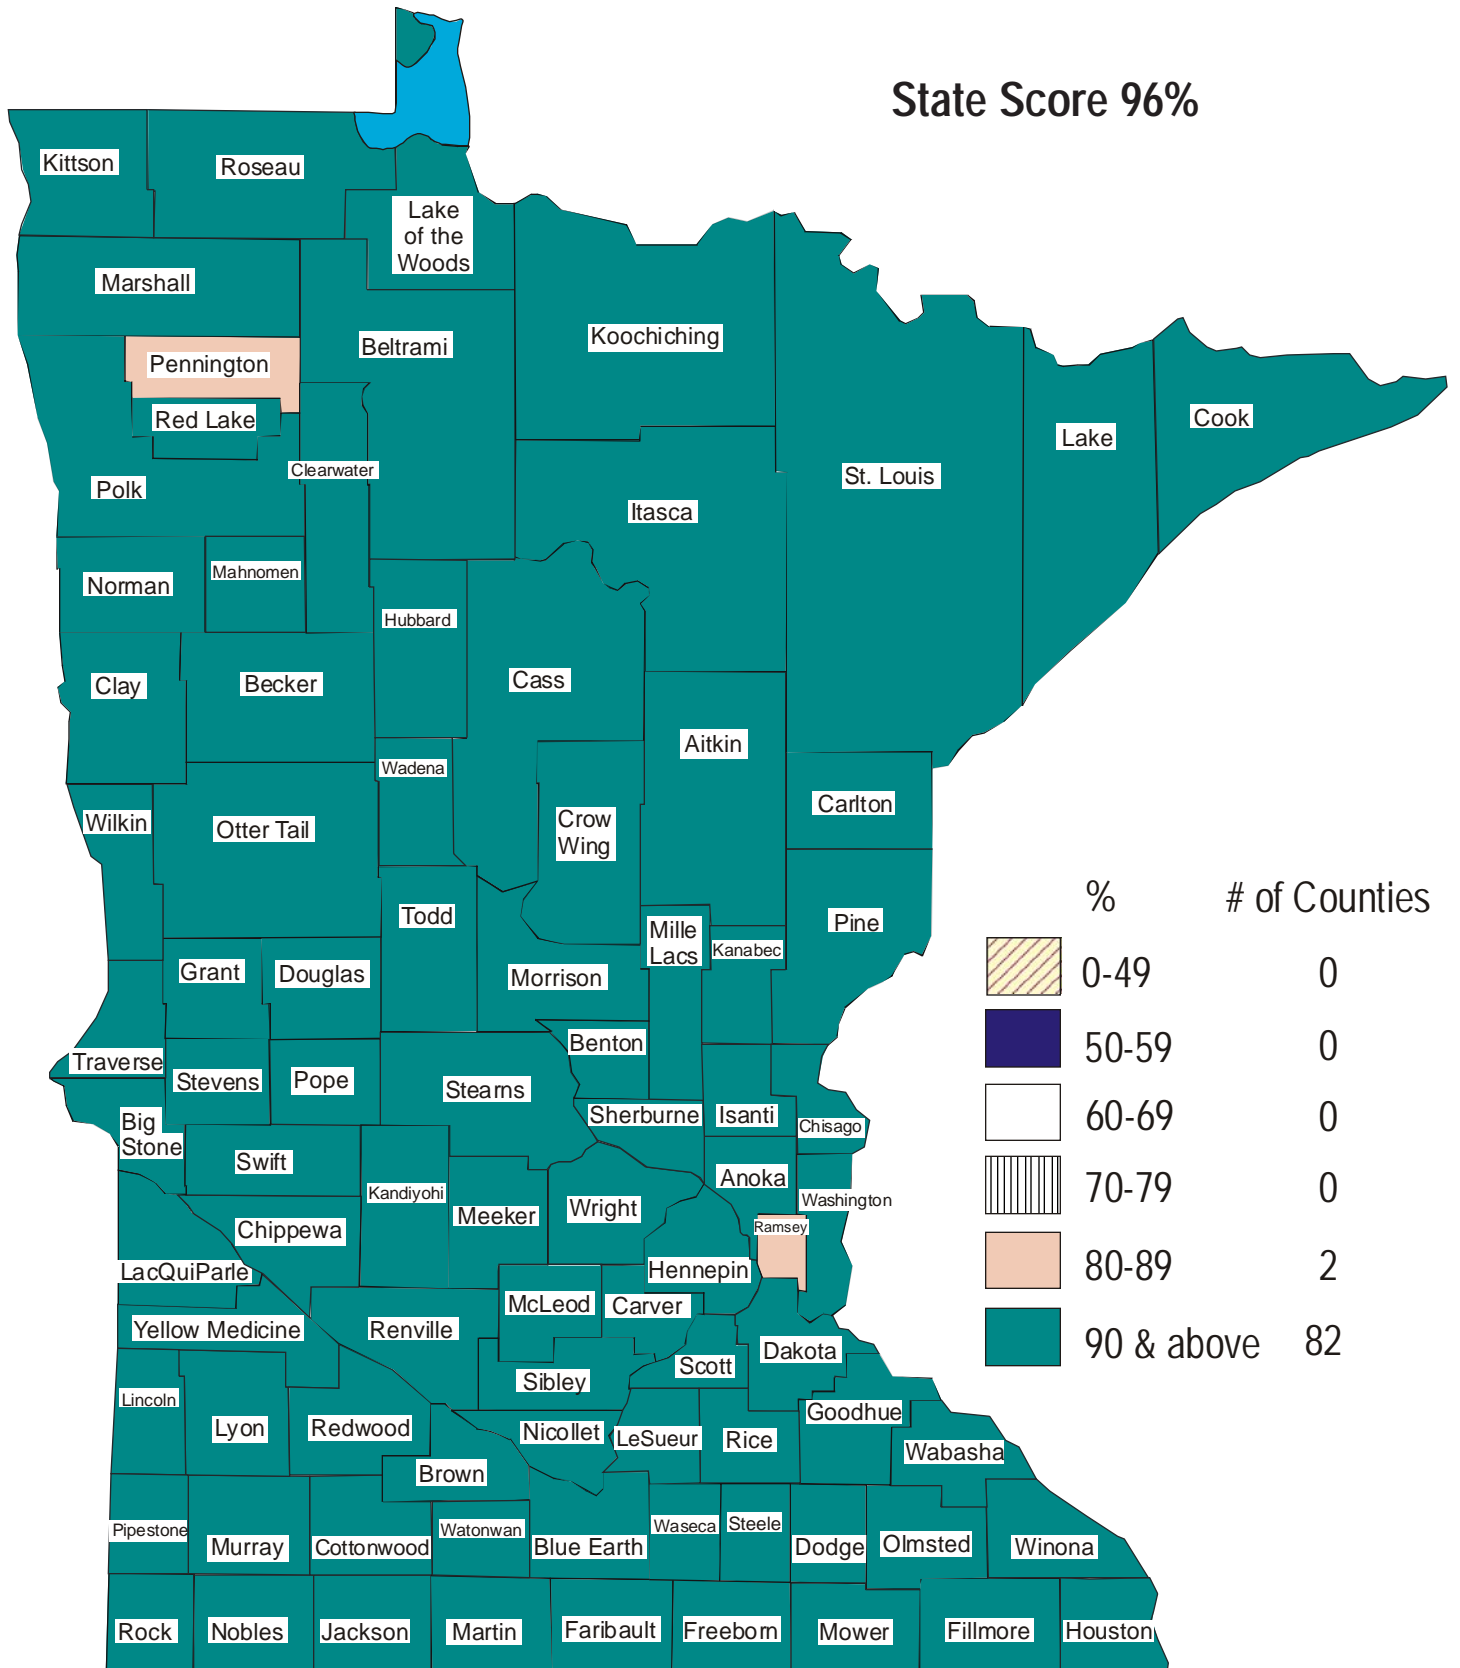 State Score 96%
Kittson
Roseau
Lake
of the
Woods
Marshall
Koochiching
Beltrami
Pennington
Red Lake
Cook
Lake
Clearwater
St. Louis
Polk
Itasca
Mahnomen
Norman
Hubbard
Cass
Becker
Clay
Aitkin
Wadena
Carlton
Wilkin
Otter Tail
Crow
Wing
% # of Counties
Todd
Pine
Mille
Lacs
Kanabec
Grant
Douglas
Morrison
0-49 0
Benton
50-59 0
Traverse
Stevens
Pope
Stearns
Big
Stone
Sherburne
Isanti
Chisago
60-69 0
Swift
Anoka
Kandiyohi
Washington
70-79 0
Wright
Meeker
Chippewa
Ramsey
LacQuiParle
Hennepin
80-89 2
McLeod
Carver
Yellow Medicine
Renville
90 & above 82
Dakota
Scott
Sibley
Lincoln
Goodhue
Lyon
Redwood
Nicollet
LeSueur
Rice
Wabasha
Brown
Pipestone
Watonwan
Waseca
Steele
Murray
Cottonwood
Blue Earth
Dodge
Olmsted
Winona
Rock
Nobles
Jackson
Martin
Faribault
Freeborn
Mower
Fillmore
Houston